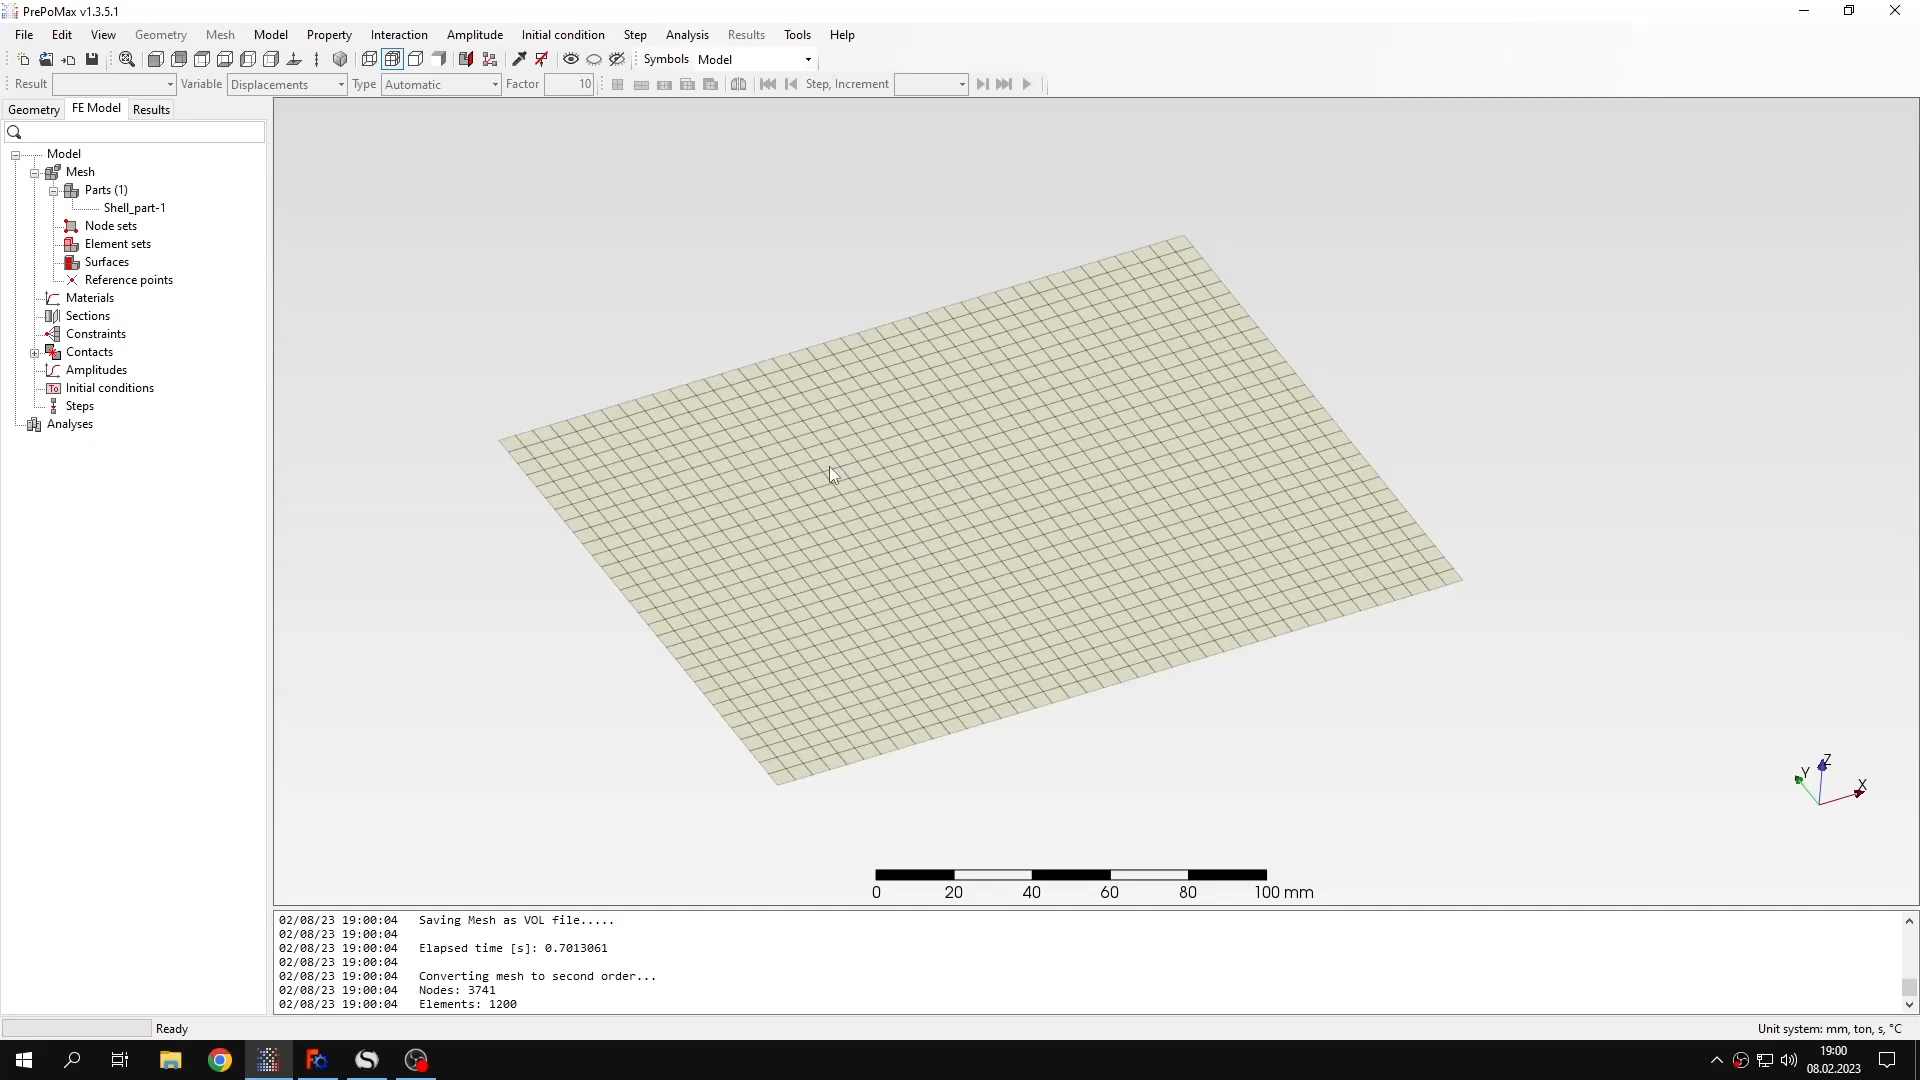 PrePoMax v1.3.5.1
File Edit View Geometry Mesh Model Property Interaction Amplitude Initial condition Step Analysis Results Tools Help
Symbols Model
Result Variable Displacements Type Automatic Factor 10 Step, Increment
Geometry FE Model Results
Model
Mesh
Parts (1)
Shell_part-1
Node sets
Element sets
Surfaces
Reference points
Materials
Sections
Constraints
Contacts
Amplitudes
Initial conditions
Steps
Analyses
Z
Y
X
0 20 40 60 80 100 mm
02/08/23 19:00:04 Saving Mesh as VOL file.....
02/08/23 19:00:04
02/08/23 19:00:04 Elapsed time [s]: 0.7013061
02/08/23 19:00:04
02/08/23 19:00:04 Converting mesh to second order...
02/08/23 19:00:04 Nodes: 3741
02/08/23 19:00:04 Elements: 1200
Ready
Unit system: mm, ton, s, °C
19:00
08.02.2023